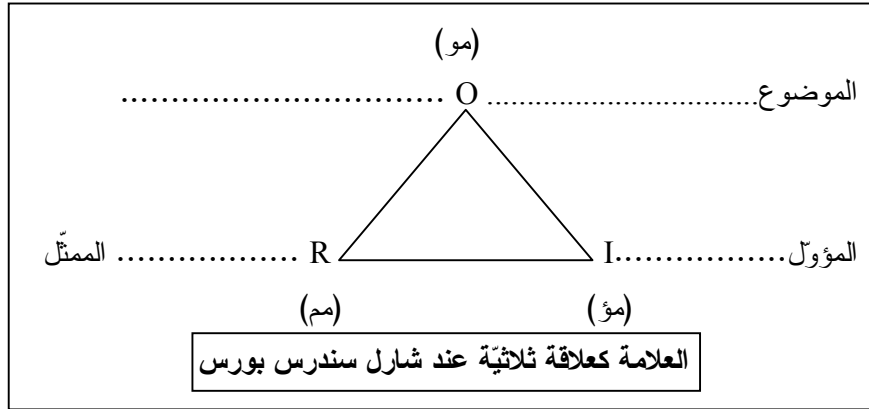 (مو)
الموضوع............................ O ................................
المؤوّل.................I R .................. الممثّل
(مؤ) (مم)
العلامة كعلاقة ثلاثيّة عند شارل سندرس بورس